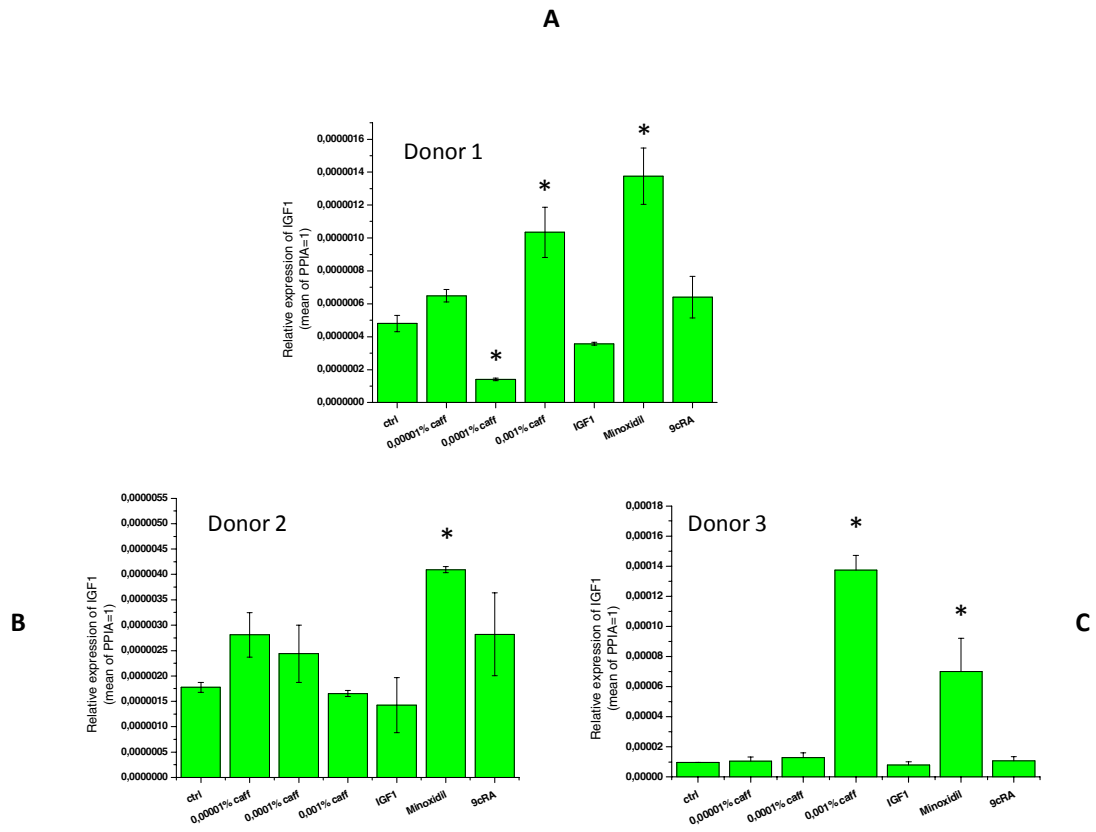 A
Donor 1
*
*
*
Relative expression of IGF1
(mean of PPIA=1)
0,0000016
0,0000014
0,0000012
0,0000010
0,0000008
0,0000006
0,0000004
0,0000002
0,0000000
ctrl
0,00001% caff
0,0001% caff
0,001% caff
IGF1
Minoxidil
9cRA
B
Donor 2
*
Relative expression of IGF1
(mean of PPIA=1)
0,0000055
0,0000050
0,0000045
0,0000040
0,0000035
0,0000030
0,0000025
0,0000020
0,0000015
0,0000010
0,0000005
0,0000000
ctrl
0,00001% caff
0,0001% caff
0,001% caff
IGF1
Minoxidil
9cRA
Donor 3
*
*
Relative expression of IGF1
(mean of PPIA=1)
0,00018
0,00016
0,00014
0,00012
0,00010
0,00008
0,00006
0,00004
0,00002
0,00000
ctrl
0,00001% caff
0,0001% caff
0,001% caff
IGF1
Minoxidil
9cRA
C